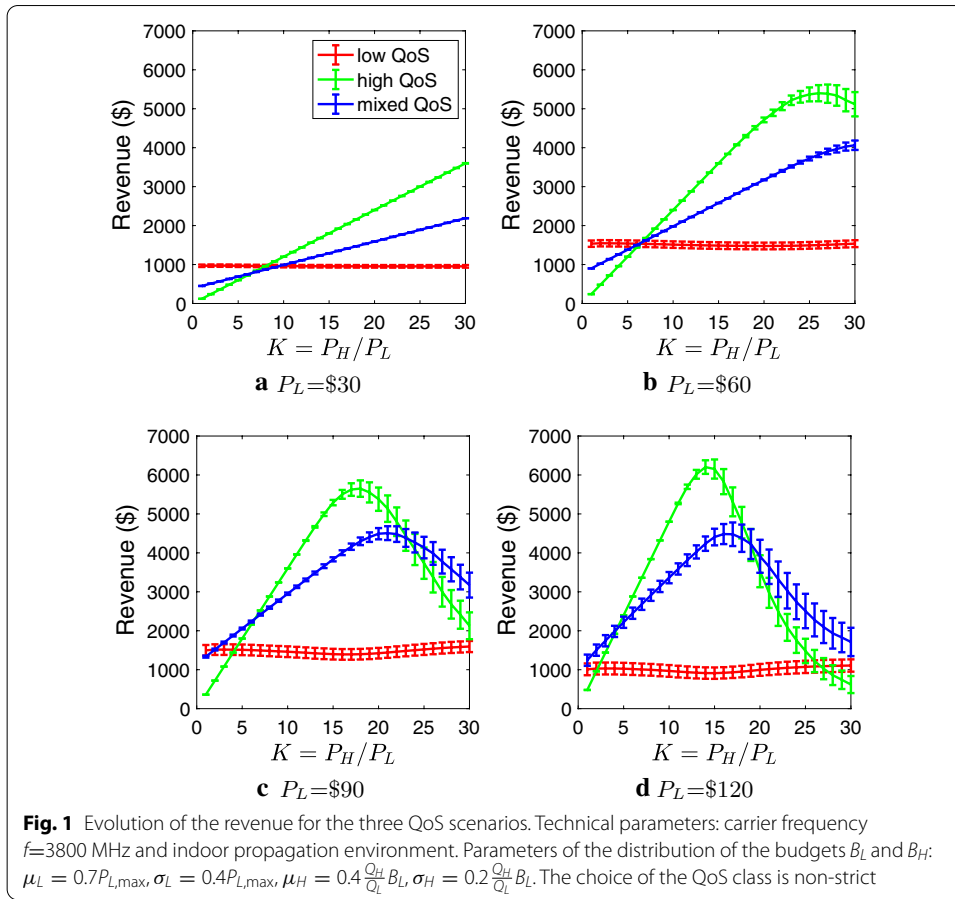 7000
6000
5000
4000
3000
2000
1000
0
Revenue ($)
low QoS
high QoS
mixed QoS
0 5 10 15 20 25 30
K = P_H/P_L
a P_L=$30
7000
6000
5000
4000
3000
2000
1000
0
Revenue ($)
0 5 10 15 20 25 30
K = P_H/P_L
b P_L=$60
7000
6000
5000
4000
3000
2000
1000
0
Revenue ($)
0 5 10 15 20 25 30
K = P_H/P_L
c P_L=$90
7000
6000
5000
4000
3000
2000
1000
0
Revenue ($)
0 5 10 15 20 25 30
K = P_H/P_L
d P_L=$120
Fig. 1 Evolution of the revenue for the three QoS scenarios. Technical parameters: carrier frequency
f=3800 MHz and indoor propagation environment. Parameters of the distribution of the budgets B_L and B_H:
μ_L = 0.7P_{L,max}, σ_L = 0.4P_{L,max}, μ_H = 0.4 \frac{Q_H}{Q_L} B_L, σ_H = 0.2 \frac{Q_H}{Q_L} B_L. The choice of the QoS class is non-strict